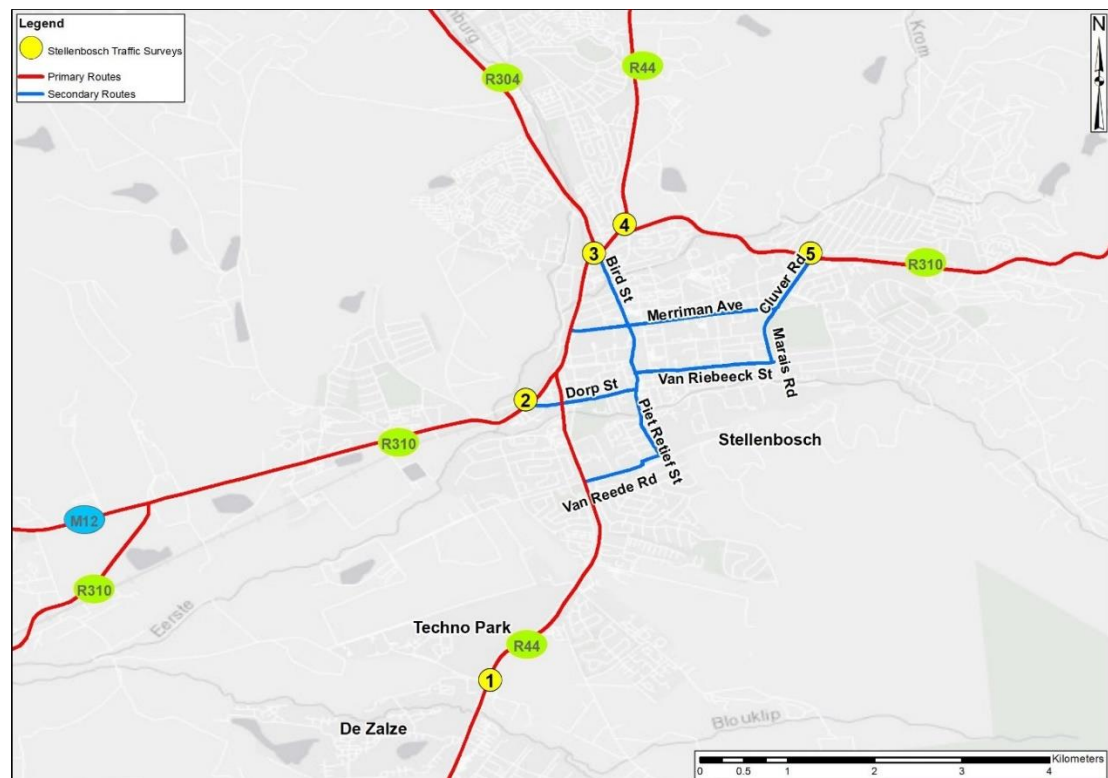 Legend
Stellenbosch Traffic Surveys
Primary Routes
Secondary Routes
N
Krom
R304
R44
4
3
5
Bird St
Cluver Rd
R310
Merriman Ave
Marais Rd
Van Riebeeck St
2
Dorp St
Piet Retief St
Stellenbosch
R310
Van Reede Rd
M12
R310
Eerste
Techno Park
R44
1
De Zalze
Blouklip
Kilometers
0 0.5 1 2 3 4